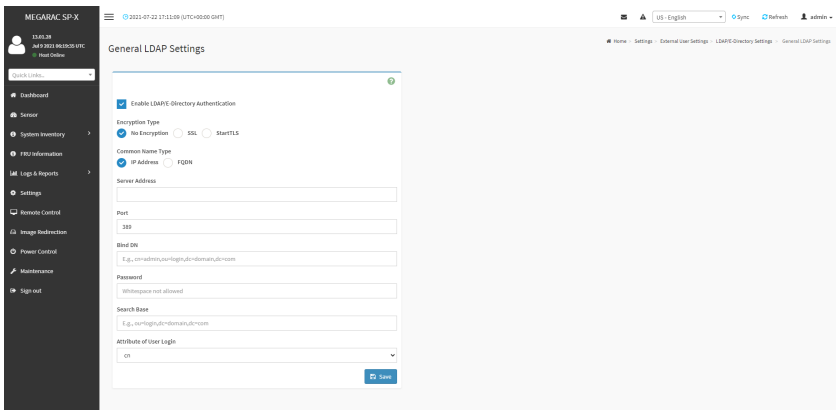 MEGARAC SP-X
2021-07-22 17:11:09 (UTC+00:00 GMT)
US - English
Sync
Refresh
admin
13.01.28
Jul 9 2021 06:19:35 UTC
Host Online
Quick Links...
Dashboard
Sensor
System Inventory
FRU Information
Logs & Reports
Settings
Remote Control
Image Redirection
Power Control
Maintenance
Sign out
General LDAP Settings
Home
Settings
External User Settings
LDAP/E-Directory Settings
General LDAP Settings
Enable LDAP/E-Directory Authentication
Encryption Type
No Encryption SSL StartTLS
Common Name Type
IP Address FQDN
Server Address
Port
389
Bind DN
E.g., cn=admin,ou=login,dc=domain,dc=com
Password
Whitespace not allowed
Search Base
E.g., ou=login,dc=domain,dc=com
Attribute of User Login
cn
Save